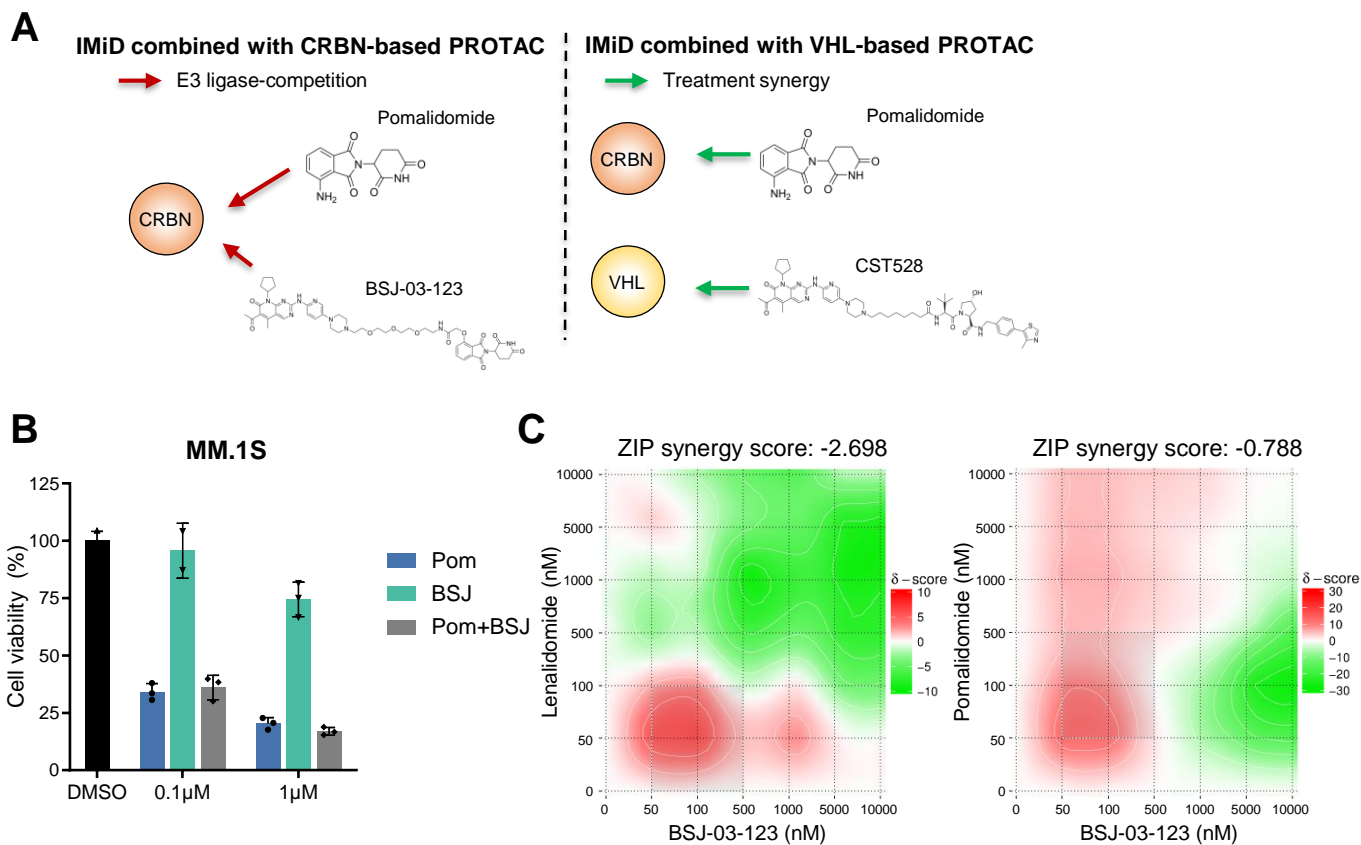 A
IMiD combined with CRBN-based PROTAC
E3 ligase-competition
Pomalidomide
CRBN
BSJ-03-123
IMiD combined with VHL-based PROTAC
Treatment synergy
Pomalidomide
CRBN
CST528
VHL
B
MM.1S
Cell viability (%)
125
100
75
50
25
0
DMSO
0.1µM
1µM
Pom
BSJ
Pom+BSJ
C
ZIP synergy score: -2.698
Lenalidomide (nM)
10000
5000
1000
500
100
50
0
0 50 100 500 1000 5000 10000
BSJ-03-123 (nM)
δ – score
10
5
0
−5
−10
ZIP synergy score: -0.788
Pomalidomide (nM)
10000
5000
1000
500
100
50
0
0 50 100 500 1000 5000 10000
BSJ-03-123 (nM)
δ – score
30
20
10
0
−10
−20
−30